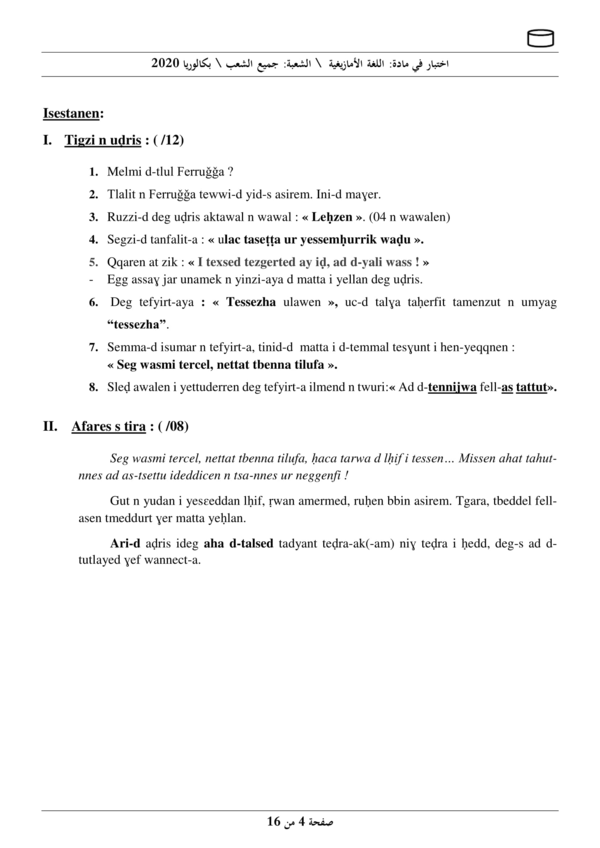 اختبار في مادة: اللغة الأمازيغية \ الشعبة: جميع الشعب \ بكالوريا 2020
Isestanen:
I. Tigzi n uḍris : ( /12)
1. Melmi d-tlul Ferruǧǧa ?
2. Tlalit n Ferruǧǧa tewwi-d yid-s asirem. Ini-d maɣer.
3. Ruzzi-d deg uḍris aktawal n wawal : « Leḥzen ». (04 n wawalen)
4. Segzi-d tanfalit-a : « ulac taseṭṭa ur yessemḥurrik waḍu ».
5. Qqaren at zik : « I texsed tezgerted ay iḍ, ad d-yali wass ! »
- Egg assaɣ jar unamek n yinzi-aya d matta i yellan deg uḍris.
6. Deg tefyirt-aya : « Tessezha ulawen », uc-d talɣa taḥerfit tamenzut n umyag
“tessezha”.
7. Semma-d isumar n tefyirt-a, tinid-d matta i d-temmal tesɣunt i hen-yeqqnen :
« Seg wasmi tercel, nettat tbenna tilufa ».
8. Sleḍ awalen i yettuderren deg tefyirt-a ilmend n twuri:« Ad d-tennijwa fell-as tattut».
II. Afares s tira : ( /08)
Seg wasmi tercel, nettat tbenna tilufa, ḥaca tarwa d lḥif i tessen… Missen ahat tahut-
nnes ad as-tsettu ideddicen n tsa-nnes ur neggenfi !
Gut n yudan i yesɛeddan lḥif, ṛwan amermed, ruḥen bbin asirem. Tgara, tbeddel fell-
asen tmeddurt ɣer matta yeḥlan.
Ari-d aḍris ideg aha d-talsed tadyant teḍra-ak(-am) niɣ teḍra i ḥedd, deg-s ad d-
tutlayed ɣef wannect-a.
صفحة 4 من 16